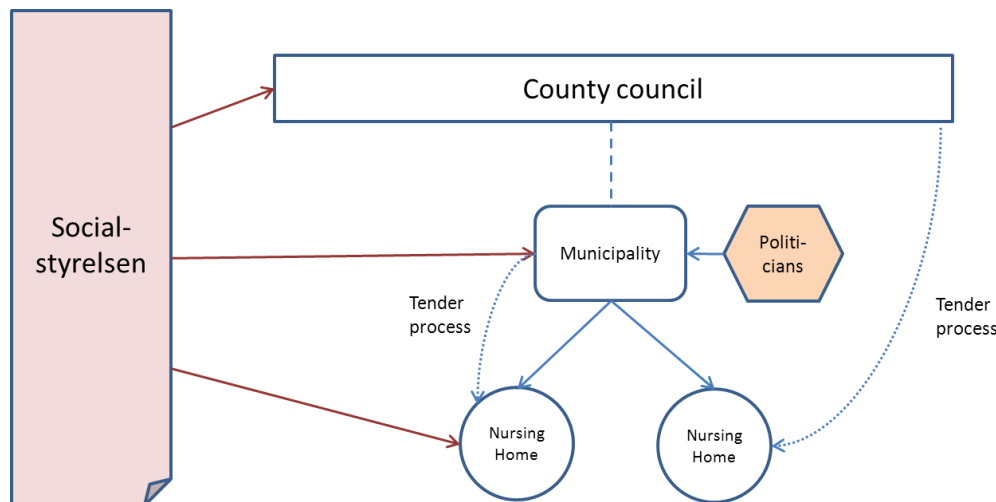 County council
Social-
styrelsen
Municipality
Politi-
cians
Tender
process
Tender
process
Nursing
Home
Nursing
Home